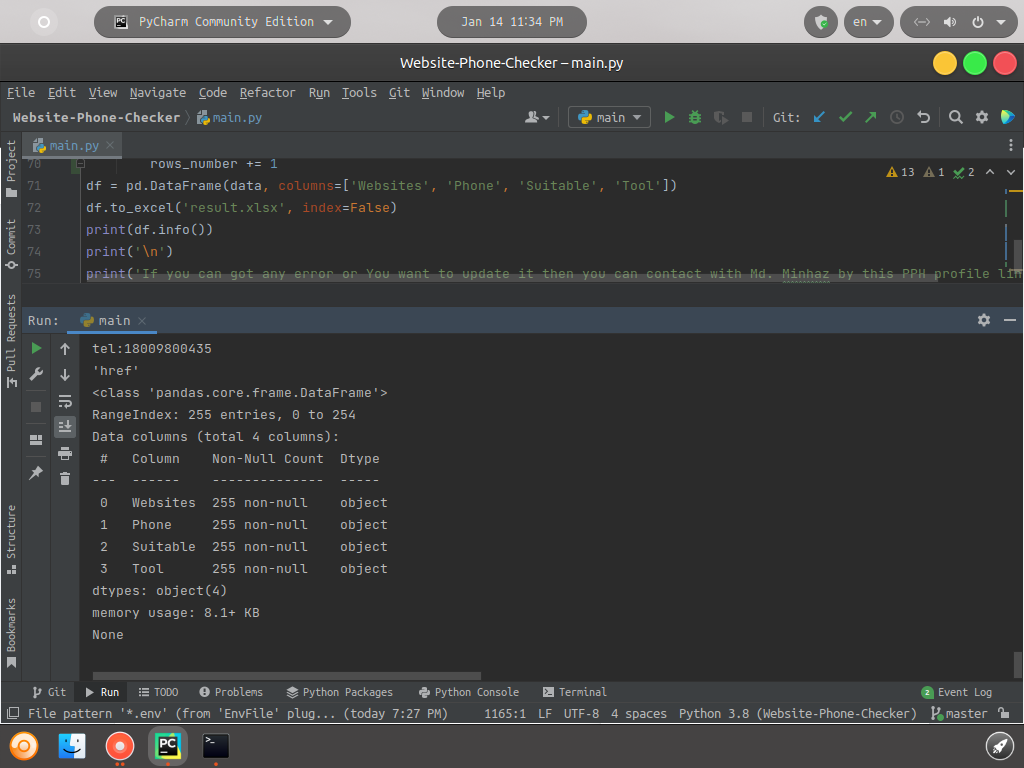 PyCharm Community Edition
Jan 14 11:34 PM
en
Website-Phone-Checker – main.py
File Edit View Navigate Code Refactor Run Tools Git Window Help
Website-Phone-Checker main.py
main
Git:
main.py
Project
Commit
Pull Requests
Structure
Bookmarks
70 rows_number += 1
13 1 2
71 df = pd.DataFrame(data, columns=['Websites', 'Phone', 'Suitable', 'Tool'])
72 df.to_excel('result.xlsx', index=False)
73 print(df.info())
74 print('\n')
75 print('If you can got any error or You want to update it then you can contact with Md. Minhaz by this PPH profile lin
Run: main
tel:18009800435
'href'
<class 'pandas.core.frame.DataFrame'>
RangeIndex: 255 entries, 0 to 254
Data columns (total 4 columns):
# Column Non-Null Count Dtype
--- ------ -------------- -----
0 Websites 255 non-null object
1 Phone 255 non-null object
2 Suitable 255 non-null object
3 Tool 255 non-null object
dtypes: object(4)
memory usage: 8.1+ KB
None
Git Run TODO Problems Python Packages Python Console Terminal 2 Event Log
File pattern '*.env' (from 'EnvFile' plug... (today 7:27 PM) 1165:1 LF UTF-8 4 spaces Python 3.8 (Website-Phone-Checker) master
PC